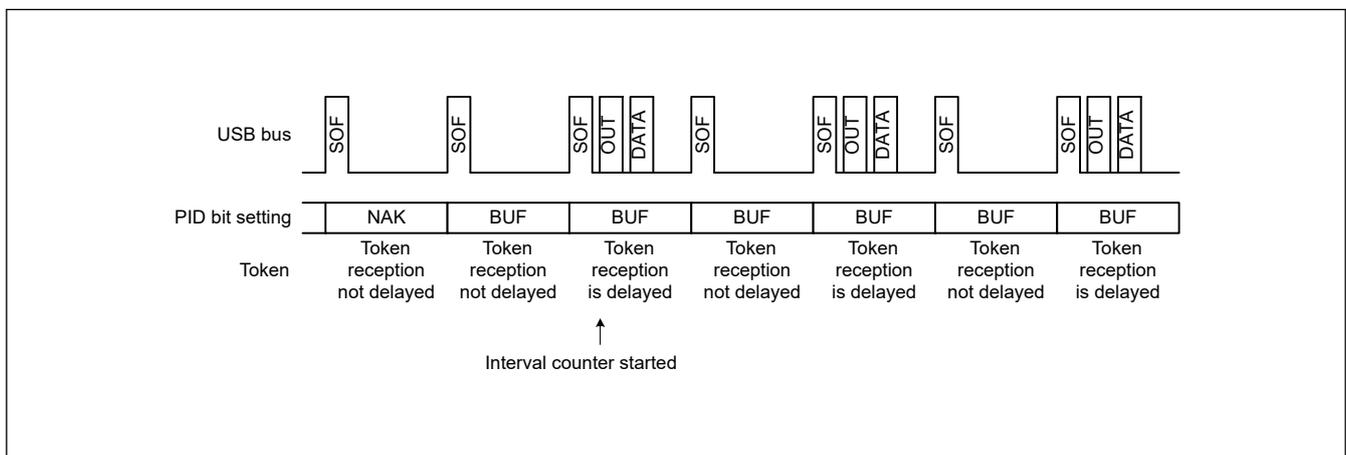 USB bus
SOF
SOF
SOF
OUT
DATA
SOF
SOF
OUT
DATA
SOF
SOF
OUT
DATA
PID bit setting
NAK
BUF
BUF
BUF
BUF
BUF
BUF
Token
Token
reception
not delayed
Token
reception
not delayed
Token
reception
is delayed
Token
reception
not delayed
Token
reception
is delayed
Token
reception
not delayed
Token
reception
is delayed
Interval counter started